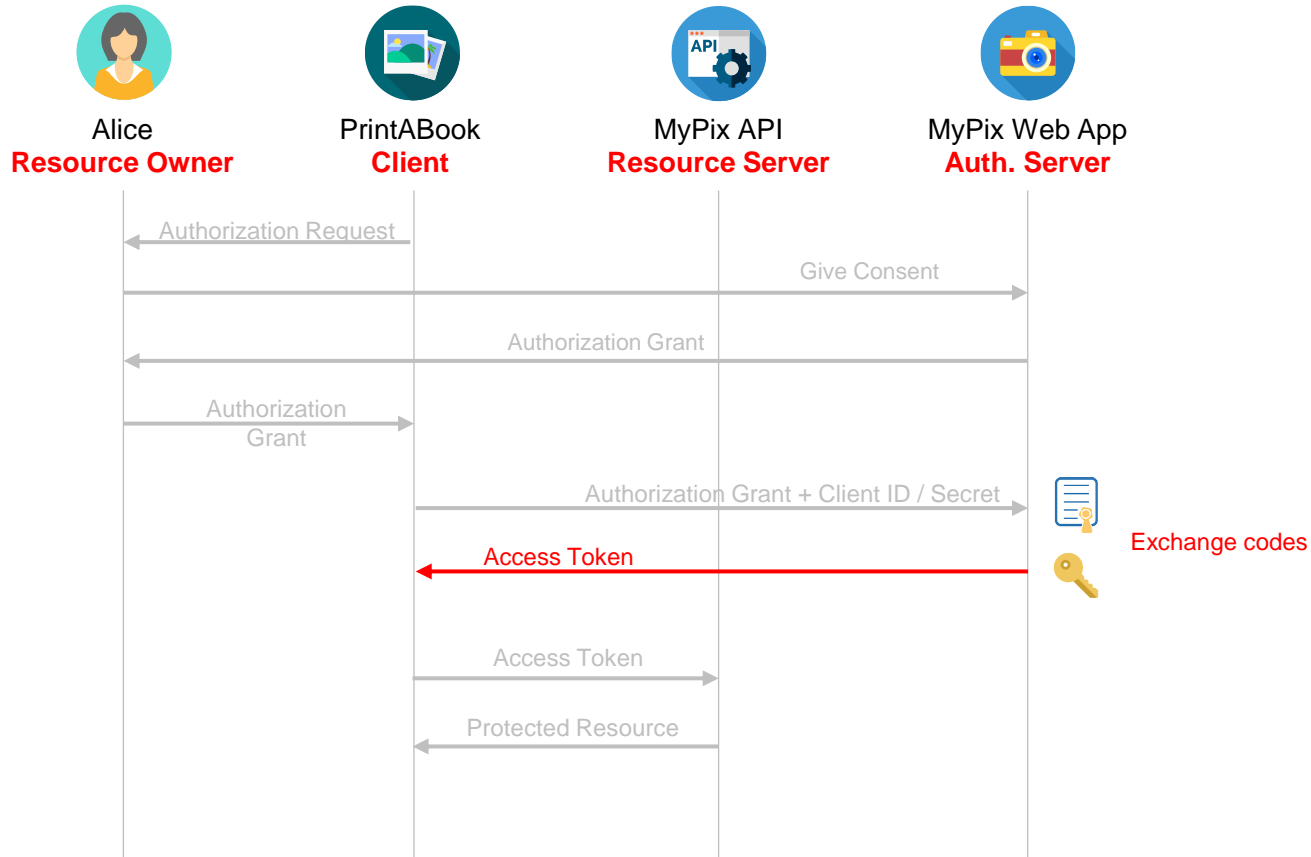 API
Alice
Resource Owner
PrintABook
Client
MyPix API
Resource Server
MyPix Web App
Auth. Server
Authorization Request
Give Consent
Authorization Grant
Authorization
Grant
Authorization Grant + Client ID / Secret
Exchange codes
Access Token
Access Token
Protected Resource